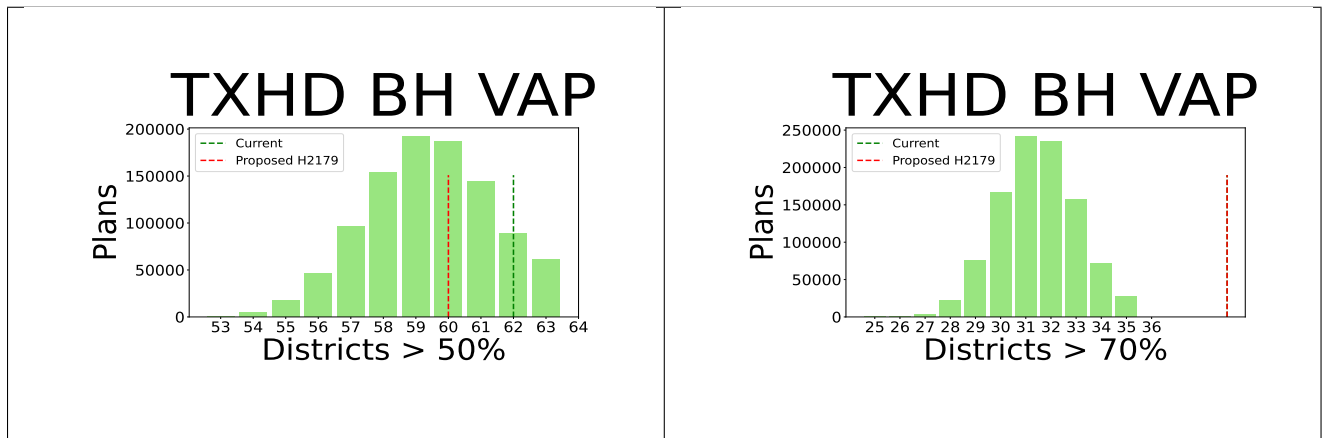 TXHD BH VAP
200000
150000
100000
50000
0
Plans
Current
Proposed H2179
53 54 55 56 57 58 59 60 61 62 63 64
Districts > 50%
TXHD BH VAP
250000
200000
150000
100000
50000
0
Plans
Current
Proposed H2179
25 26 27 28 29 30 31 32 33 34 35 36
Districts > 70%